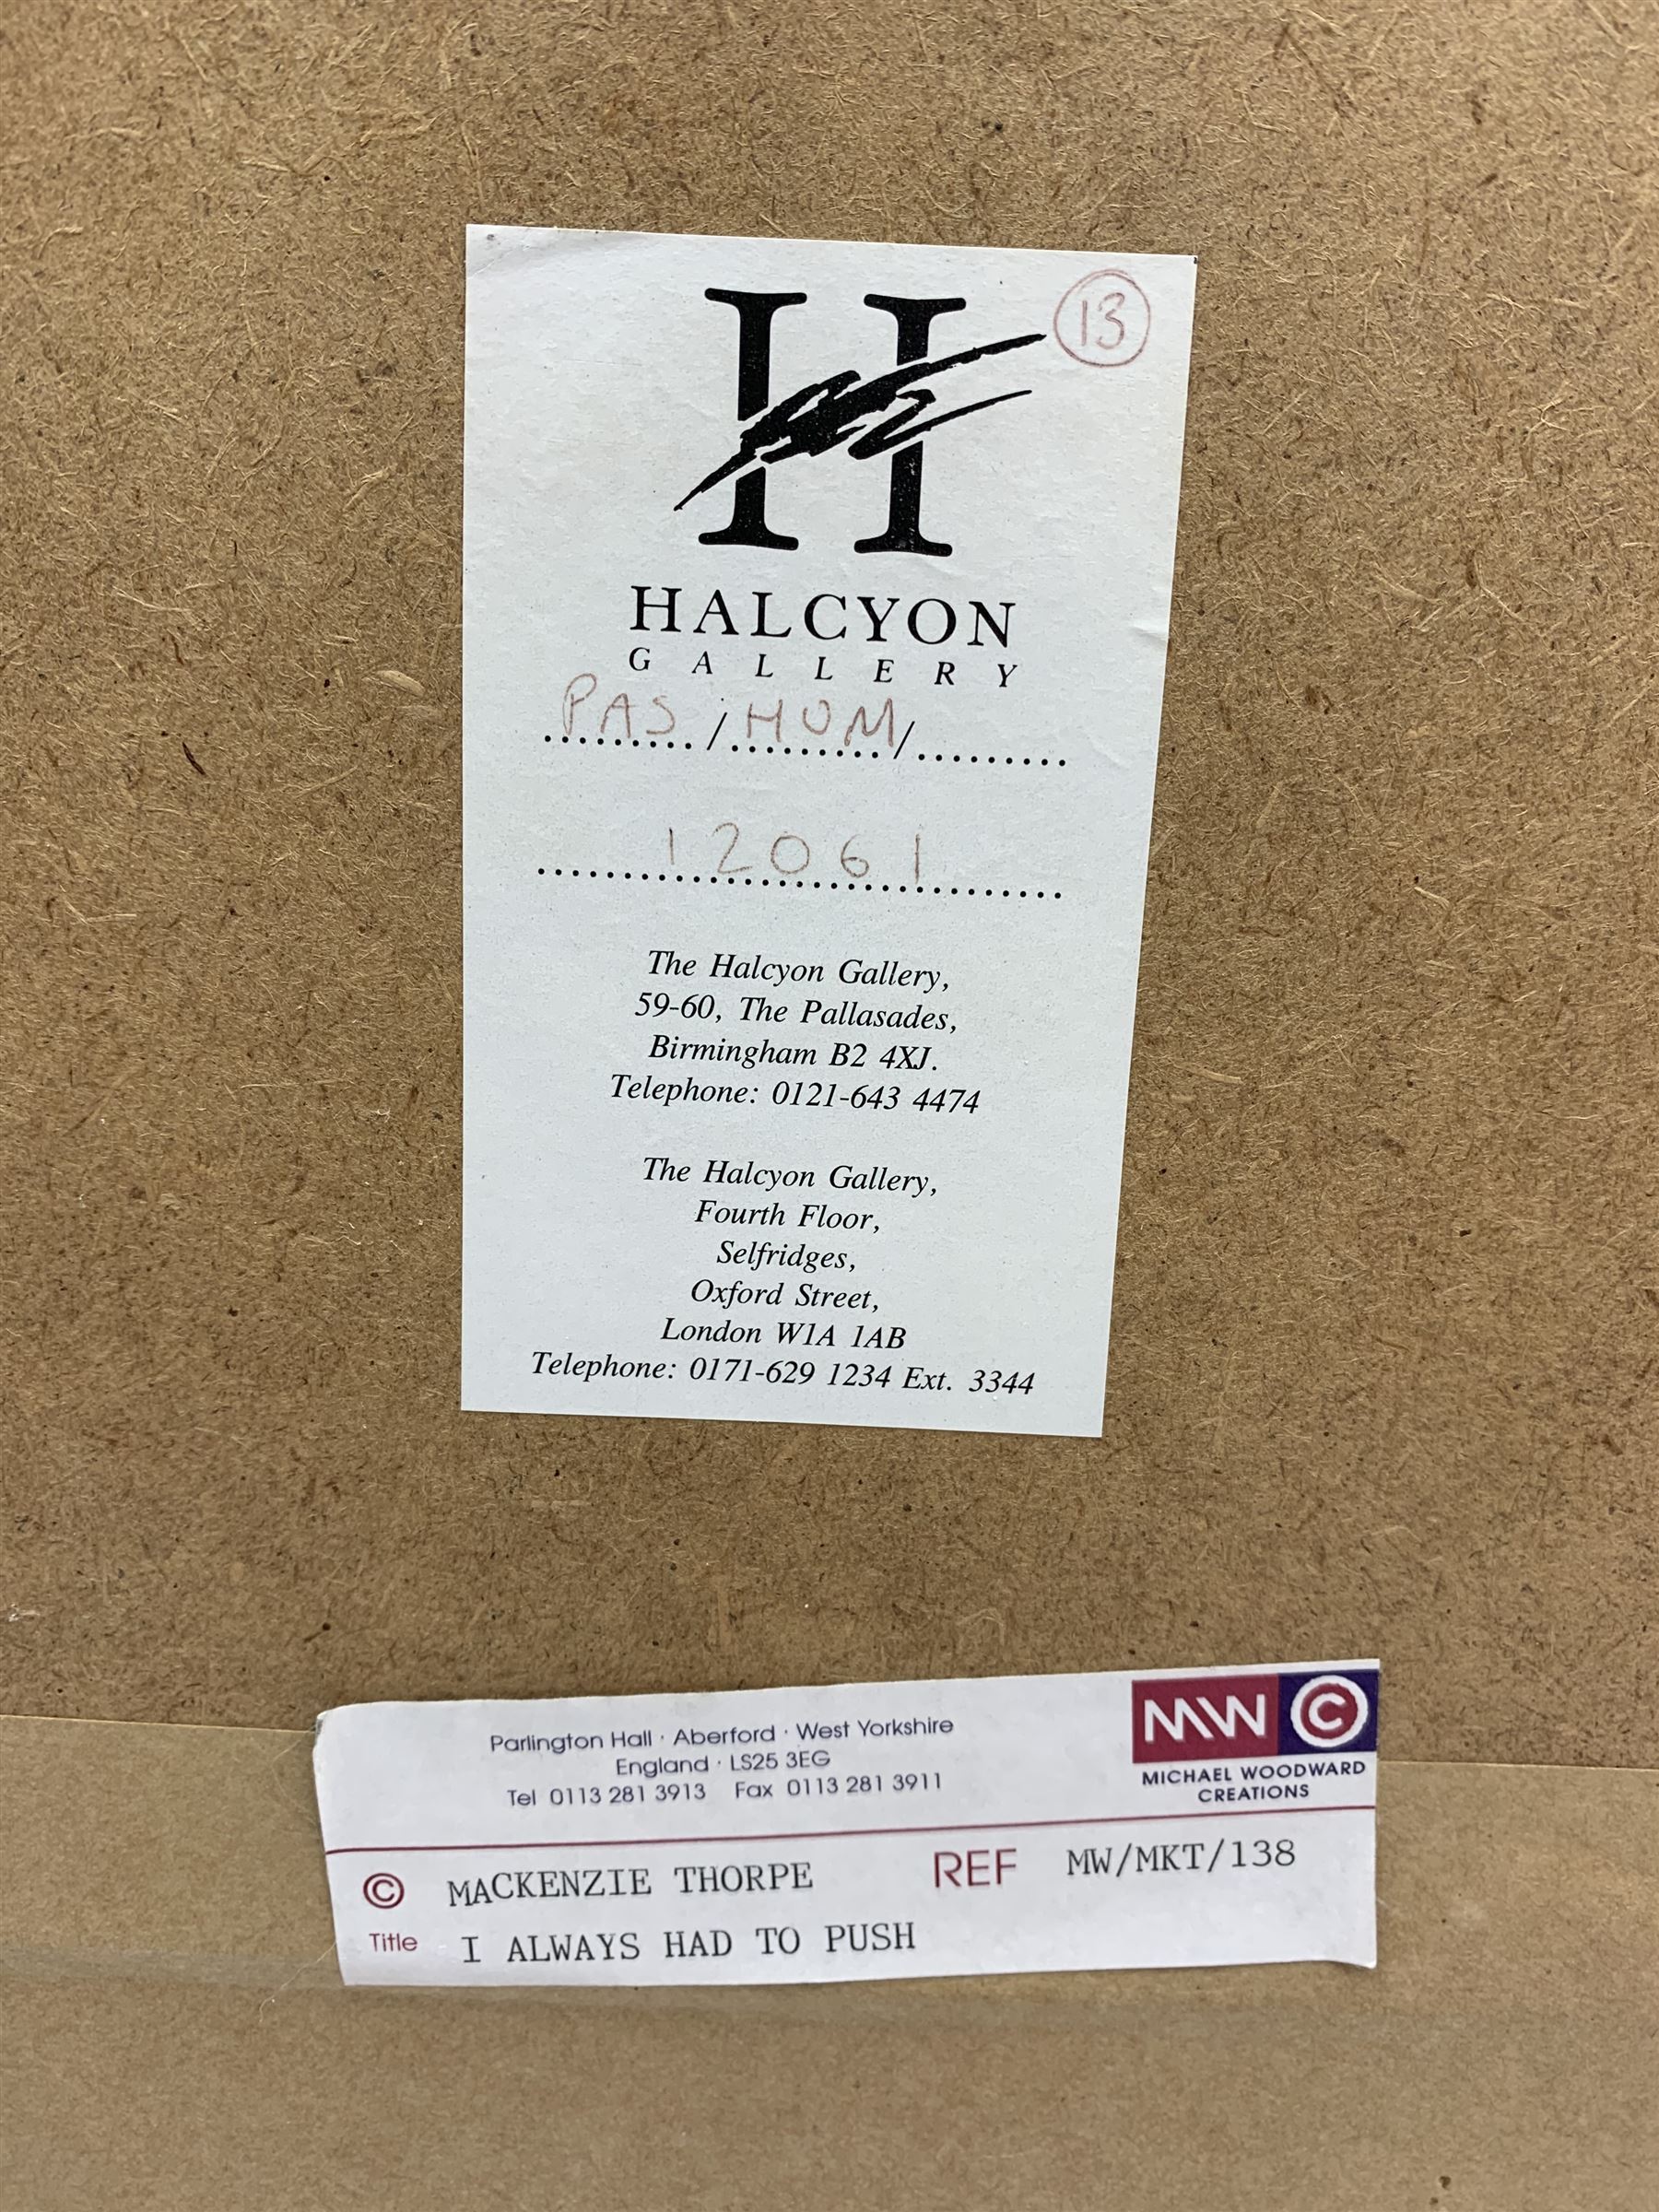 H
13
HALCYON
GALLERY
PAS / HUM /
12061
The Halcyon Gallery,
59-60, The Pallasades,
Birmingham B2 4XJ.
Telephone: 0121-643 4474
The Halcyon Gallery,
Fourth Floor,
Selfridges,
Oxford Street,
London W1A 1AB
Telephone: 0171-629 1234 Ext. 3344
Parlington Hall · Aberford · West Yorkshire
England · LS25 3EG
Tel 0113 281 3913 Fax 0113 281 3911
MW ©
MICHAEL WOODWARD
CREATIONS
© MACKENZIE THORPE REF MW/MKT/138
Title I ALWAYS HAD TO PUSH